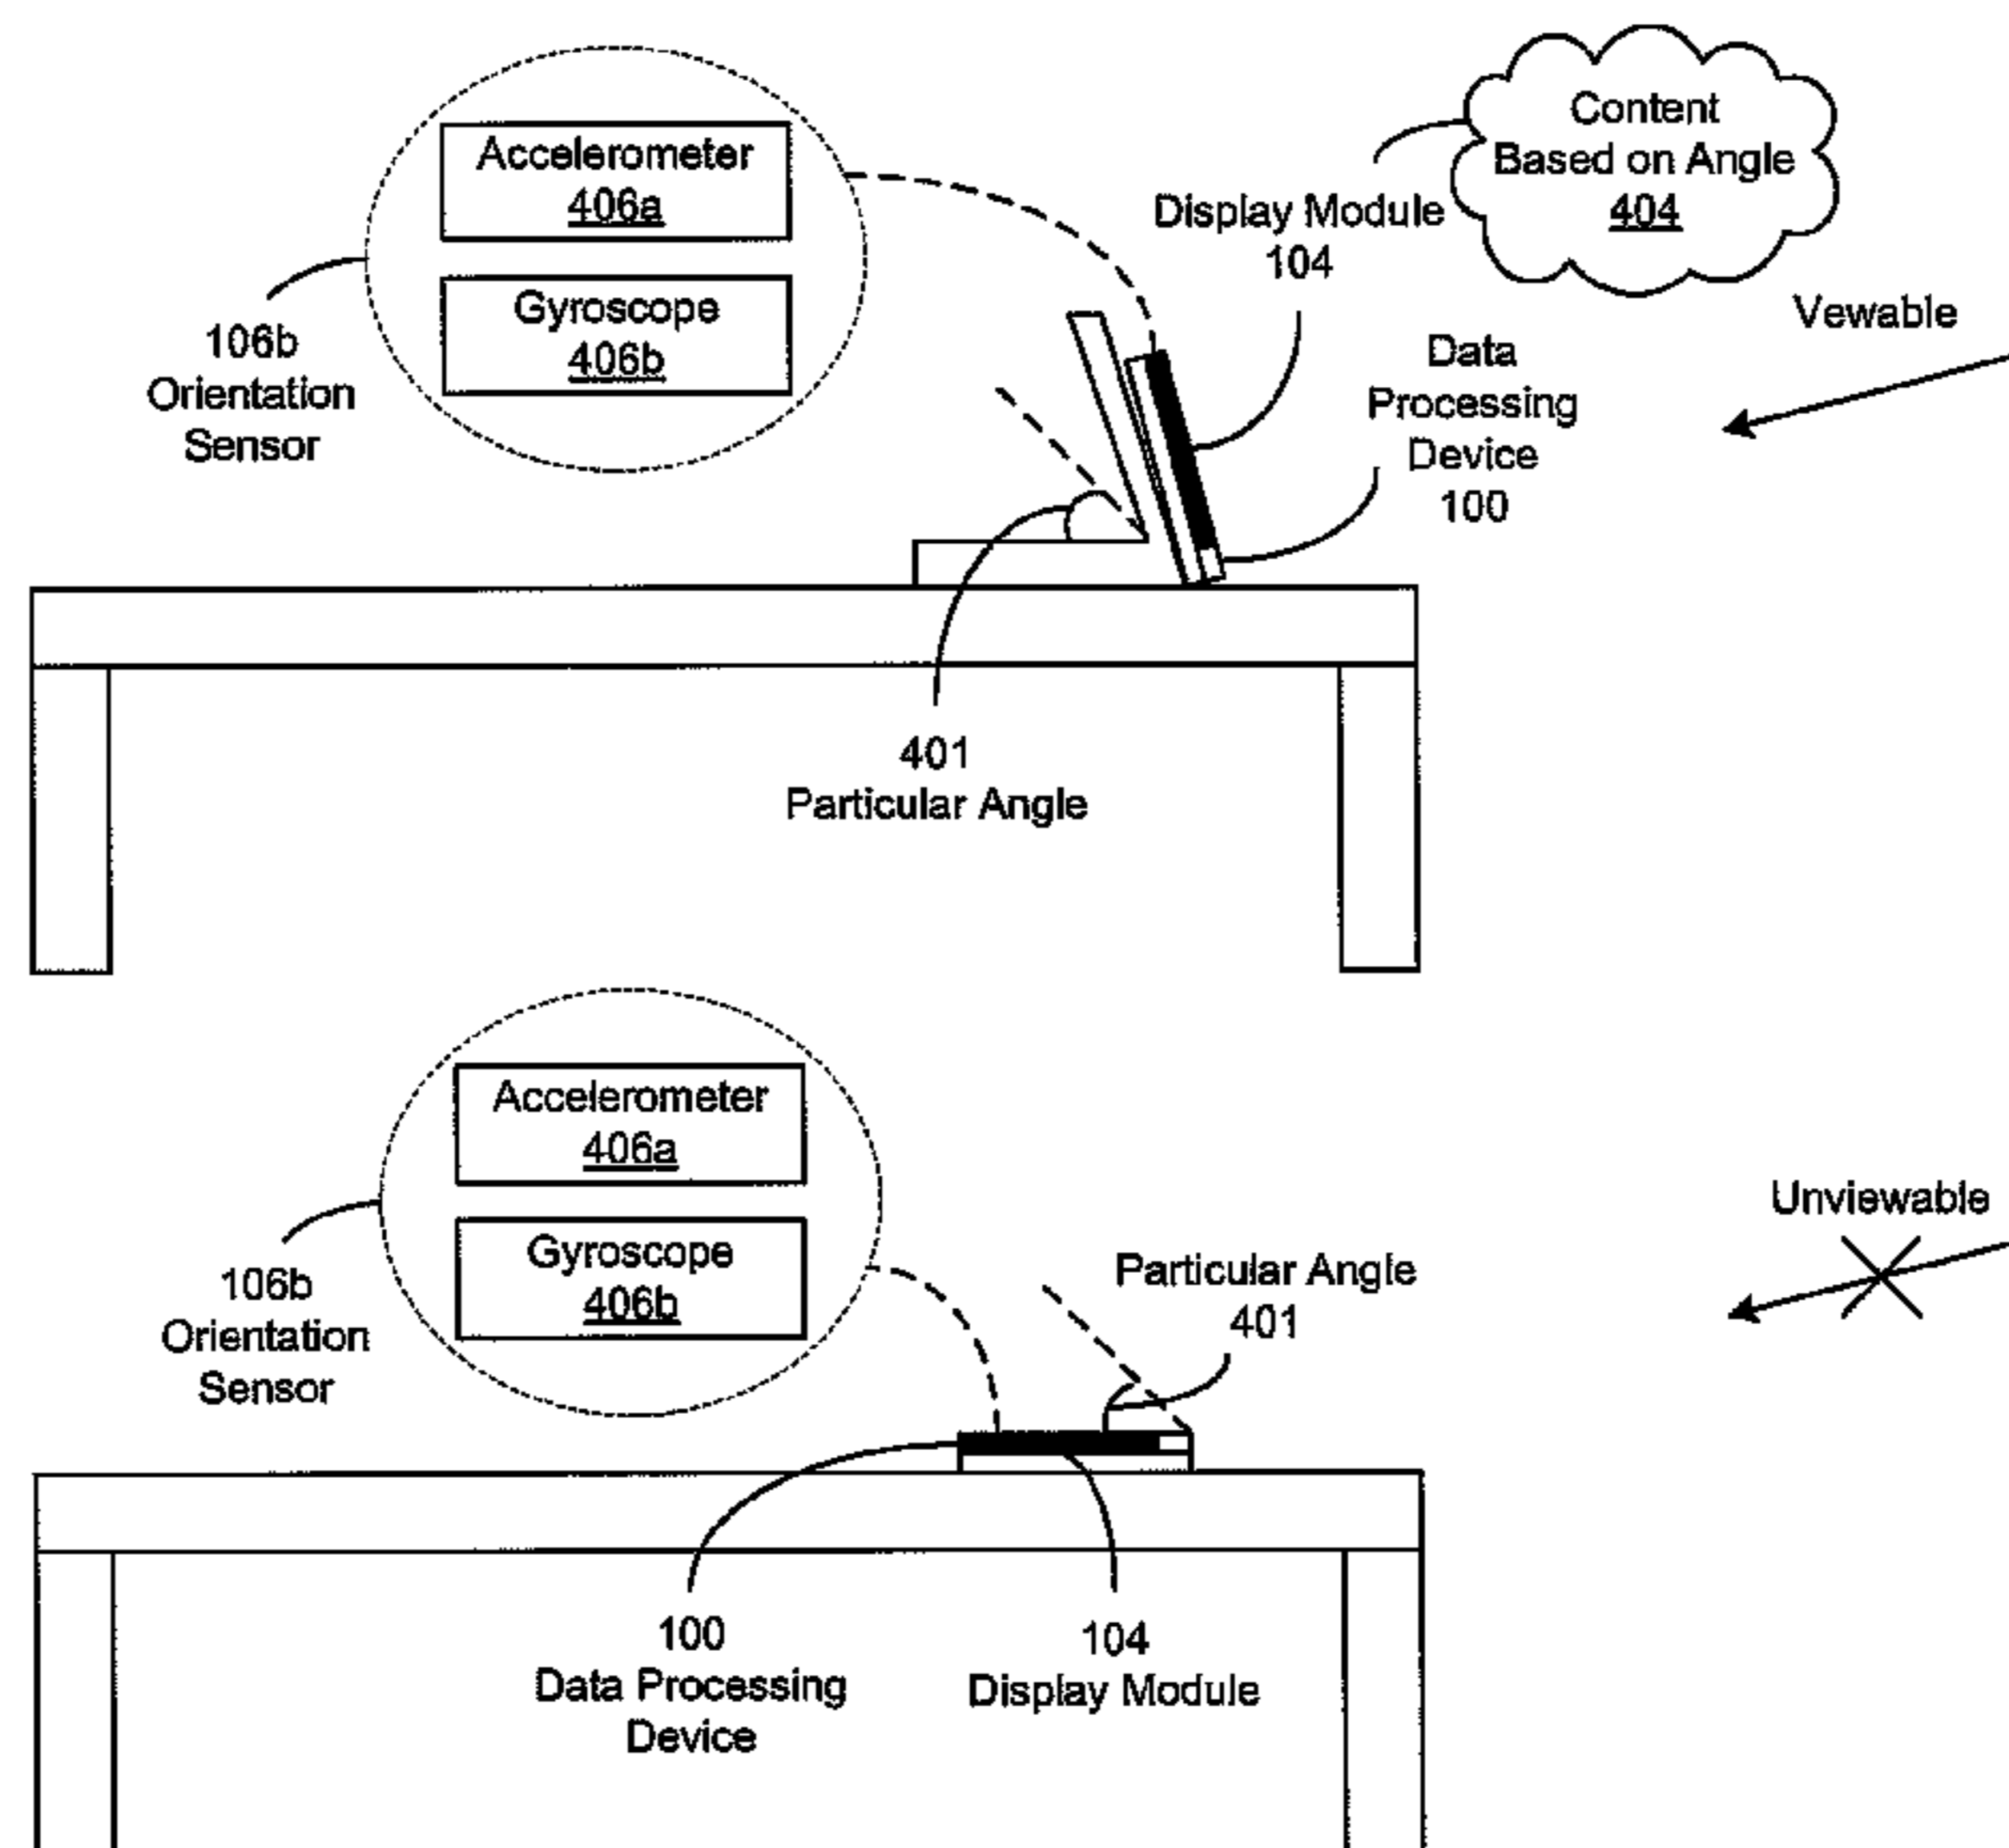 Accelerometer
406a
Gyroscope
406b
106b
Orientation
Sensor
Content
Based on Angle
404
Display Module
104
Vewable
Data
Processing
Device
100
401
Particular Angle
Accelerometer
406a
Gyroscope
406b
106b
Orientation
Sensor
Particular Angle
401
Unviewable
100
Data Processing
Device
104
Display Module